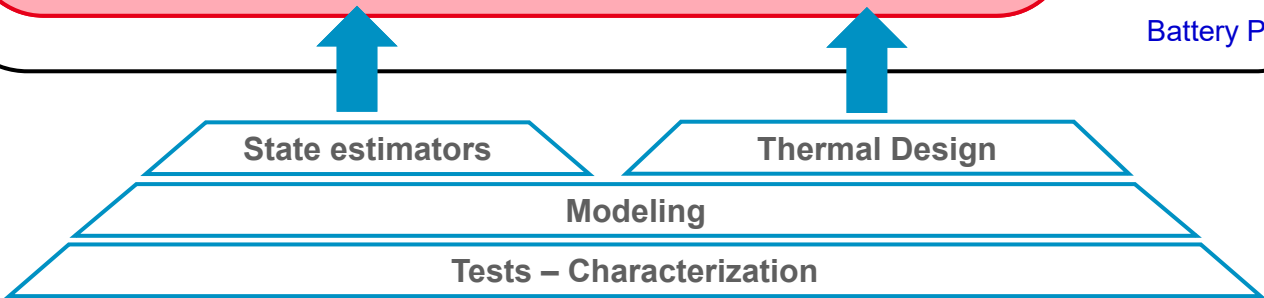 Battery P
State estimators
Thermal Design
Modeling
Tests – Characterization